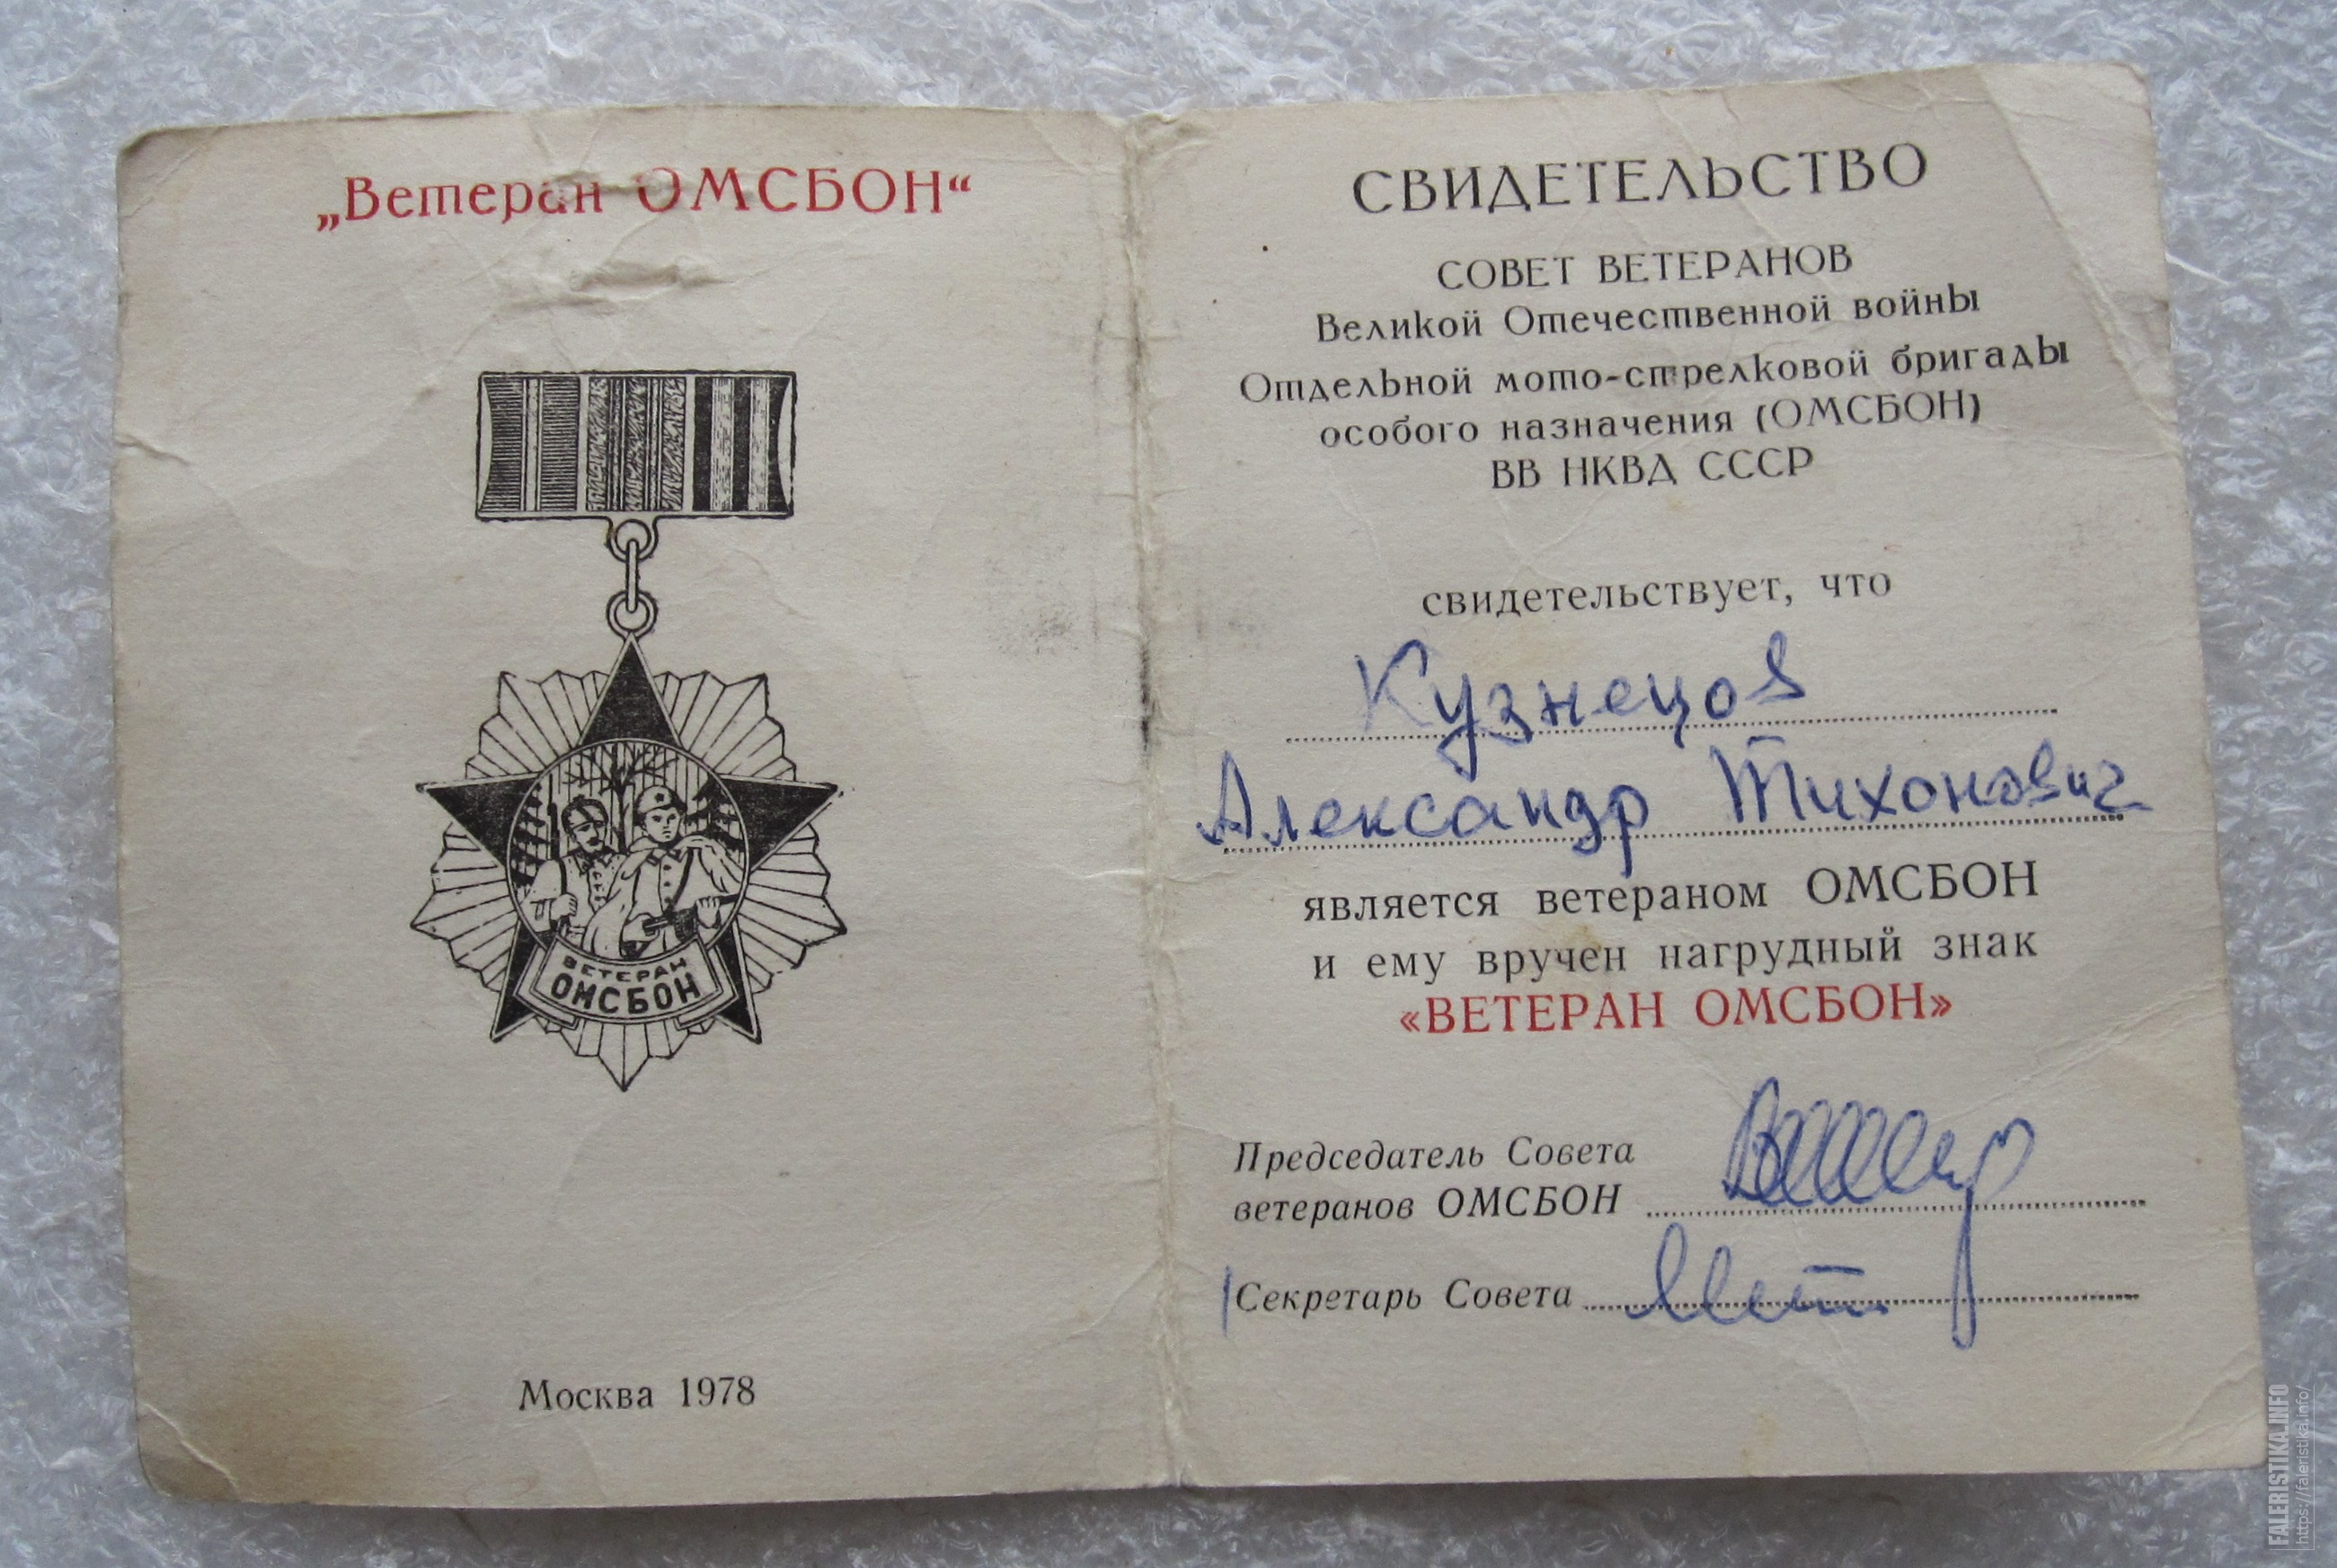 „Ветеран ОМСБОН“
ВЕТЕРАН
ОМСБОН
Москва 1978
СВИДЕТЕЛЬСТВО
СОВЕТ ВЕТЕРАНОВ
Великой Отечественной войны
Отдельной мото-стрелковой бригады
особого назначения (ОМСБОН)
ВВ НКВД СССР
свидетельствует, что
Кузнецов
Александр Тихонович
является ветераном ОМСБОН
и ему вручен нагрудный знак
«ВЕТЕРАН ОМСБОН»
Председатель Совета
ветеранов ОМСБОН
Секретарь Совета
FALERISTIKA.INFO
https://faleristika.info/